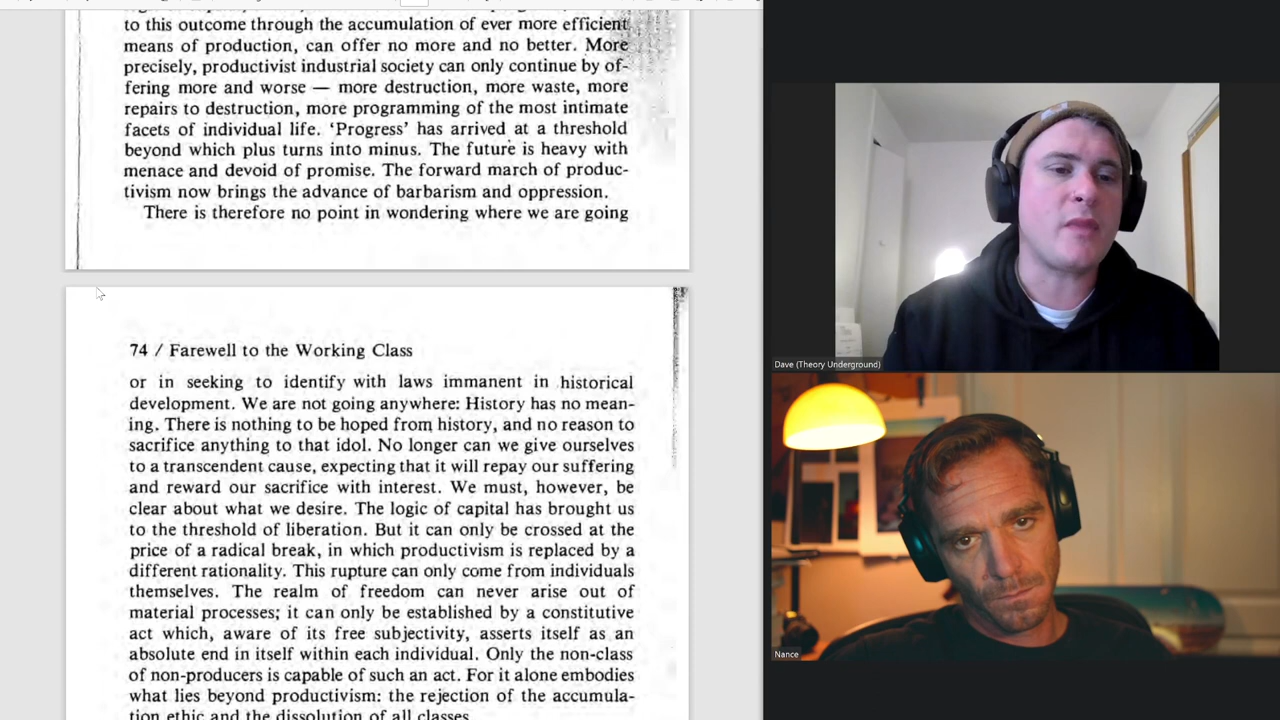 to this outcome through the accumulation of ever more efficient
means of production, can offer no more and no better. More
precisely, productivist industrial society can only continue by of-
fering more and worse — more destruction, more waste, more
repairs to destruction, more programming of the most intimate
facets of individual life. 'Progress' has arrived at a threshold
beyond which plus turns into minus. The future is heavy with
menace and devoid of promise. The forward march of produc-
tivism now brings the advance of barbarism and oppression.
There is therefore no point in wondering where we are going
74 / Farewell to the Working Class
or in seeking to identify with laws immanent in historical
development. We are not going anywhere: History has no mean-
ing. There is nothing to be hoped from history, and no reason to
sacrifice anything to that idol. No longer can we give ourselves
to a transcendent cause, expecting that it will repay our suffering
and reward our sacrifice with interest. We must, however, be
clear about what we desire. The logic of capital has brought us
to the threshold of liberation. But it can only be crossed at the
price of a radical break, in which productivism is replaced by a
different rationality. This rupture can only come from individuals
themselves. The realm of freedom can never arise out of
material processes; it can only be established by a constitutive
act which, aware of its free subjectivity, asserts itself as an
absolute end in itself within each individual. Only the non-class
of non-producers is capable of such an act. For it alone embodies
what lies beyond productivism: the rejection of the accumula-
tion ethic and the dissolution of all classes.
Dave (Theory Underground)
Nance